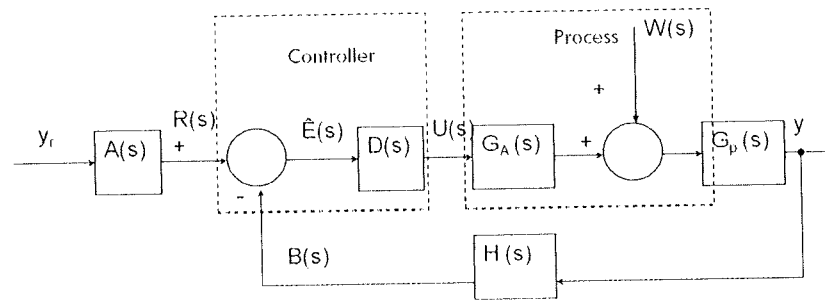 Controller
Process
W(s)
+
y_r
A(s)
R(s)
+
Ê(s)
D(s)
U(s)
G_A(s)
+
G_p(s)
y
-
B(s)
H(s)